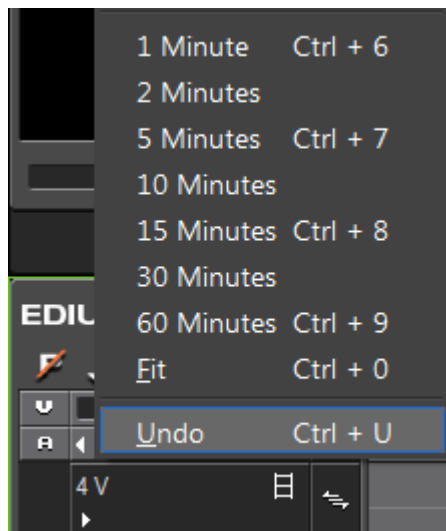 1 Minute Ctrl + 6
2 Minutes
5 Minutes Ctrl + 7
10 Minutes
15 Minutes Ctrl + 8
30 Minutes
60 Minutes Ctrl + 9
Fit Ctrl + 0
Undo Ctrl + U
EDIU
V
A
4 V